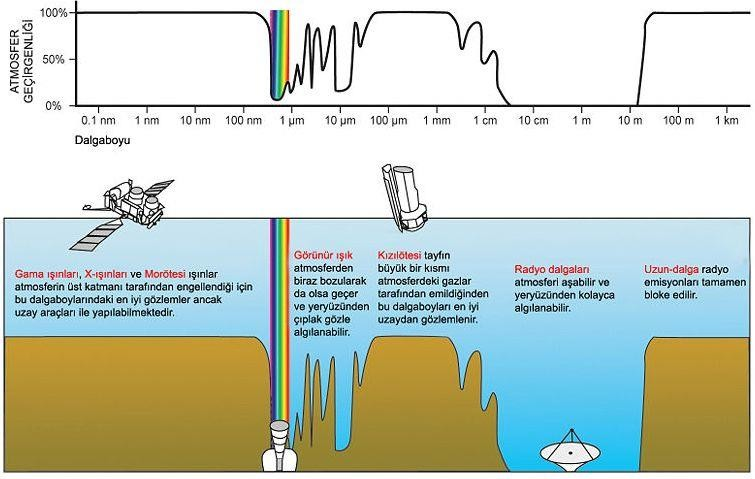 ATMOSFER
GEÇİRGENLİĞİ
100%
50%
0%
0.1 nm 1 nm 10 nm 100 nm 1 µm 10 µm 100 µm 1 mm 1 cm 10 cm 1 m 10 m 100 m 1 km
Dalgaboyu
Gama ışınları, X-ışınları ve Morötesi ışınlar
atmosferin üst katmanı tarafından engellendiği için
bu dalgaboylarındaki en iyi gözlemler ancak
uzay araçları ile yapılabilmektedir.
Görünür ışık
atmosferden
biraz bozularak
da olsa geçer
ve yeryüzünden
çıplak gözle
algılanabilir.
Kızılötesi tayfın
büyük bir kısmı
atmosferdeki gazlar
tarafından emildiğinden
bu dalgaboyları en iyi
uzaydan gözlemlenir.
Radyo dalgaları
atmosferi aşabilir ve
yeryüzünden kolayca
algılanabilir.
Uzun-dalga radyo
emisyonları tamamen
bloke edilir.